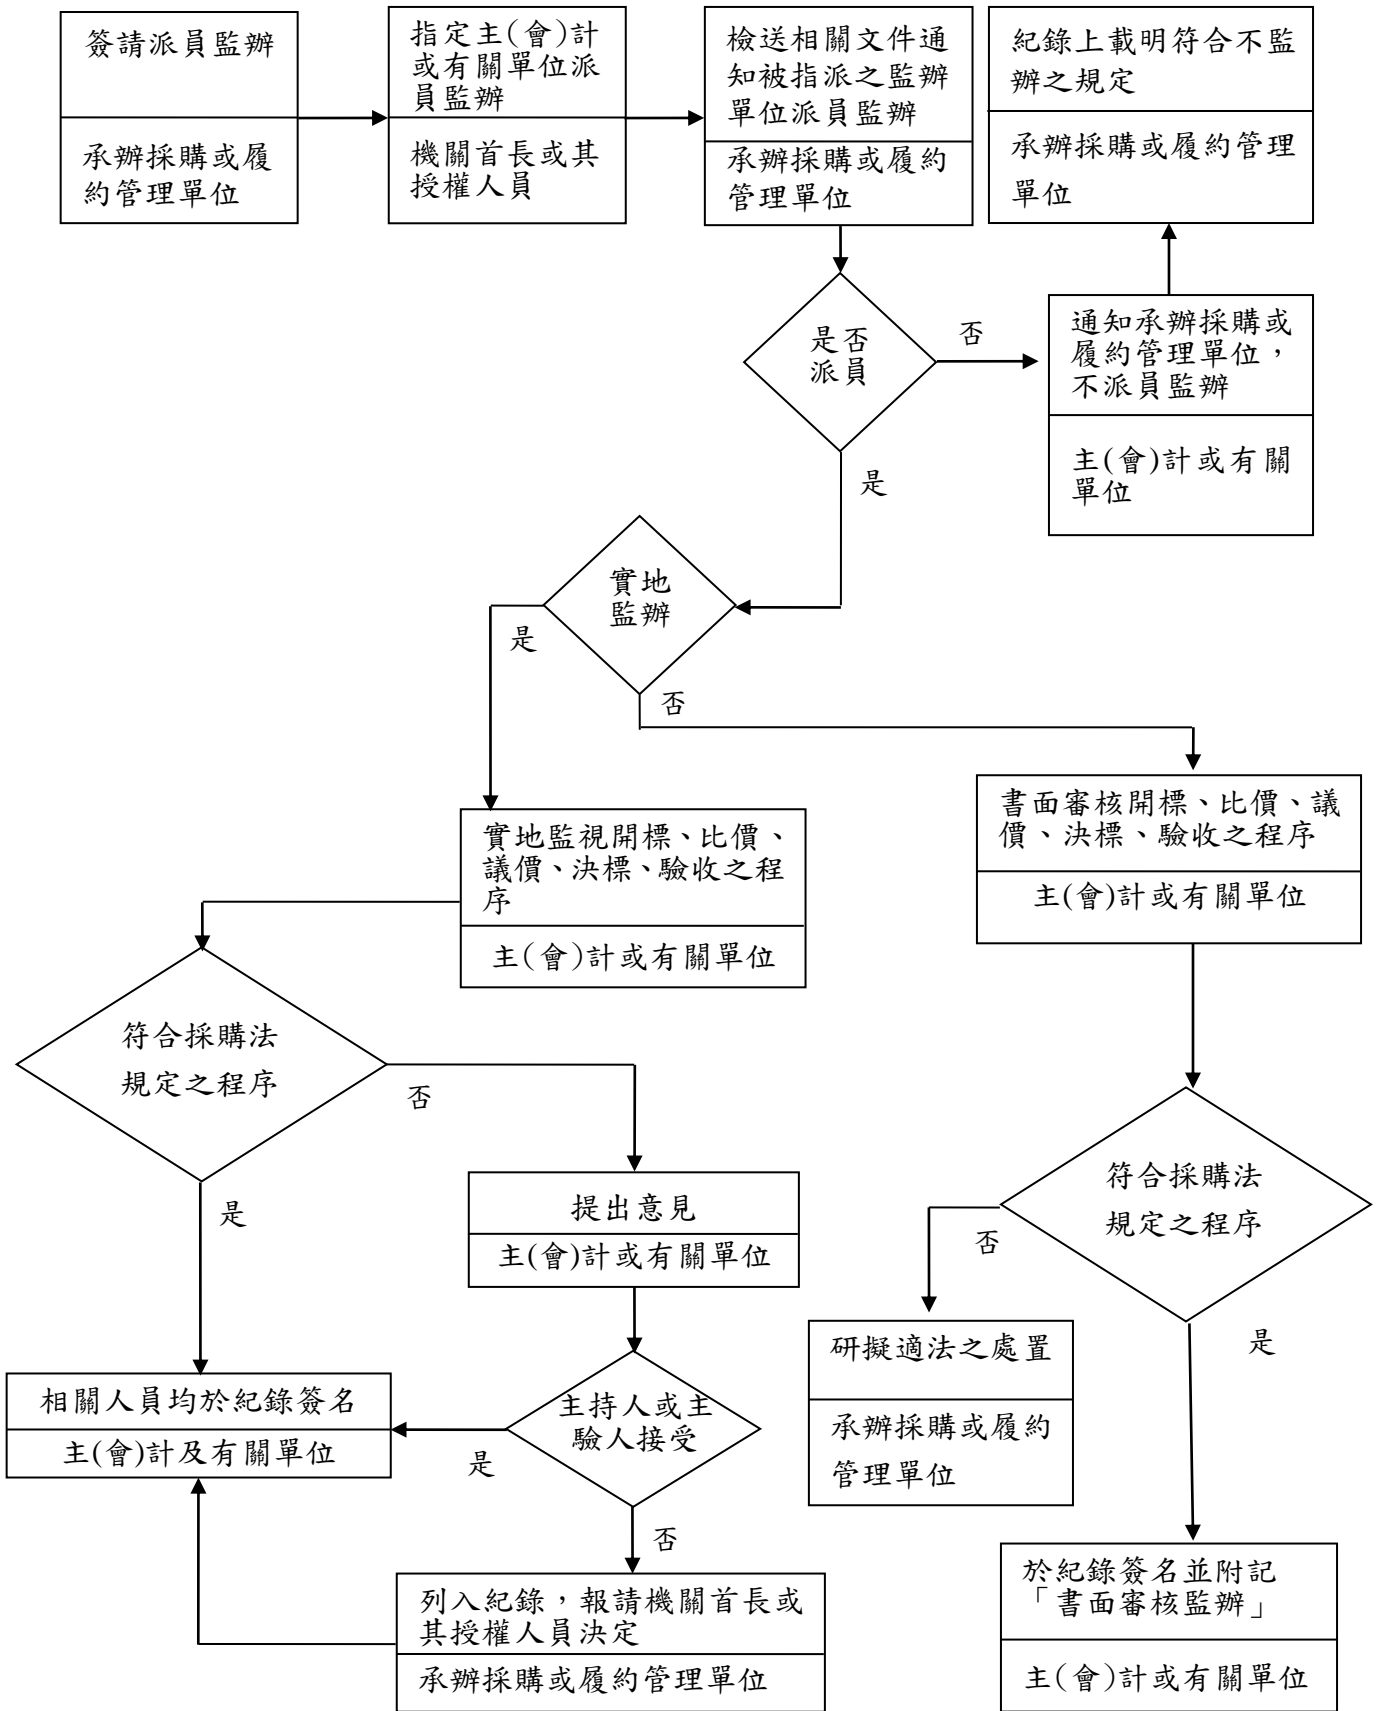 簽請派員監辦
承辦採購或履
約管理單位
指定主(會)計
或有關單位派
員監辦
機關首長或其
授權人員
檢送相關文件通
知被指派之監辦
單位派員監辦
承辦採購或履約
管理單位
紀錄上載明符合不監
辦之規定
承辦採購或履約管理
單位
是否
派員
否
是
通知承辦採購或
履約管理單位，
不派員監辦
主(會)計或有關
單位
實地
監辦
是
否
實地監視開標、比價、
議價、決標、驗收之程
序
主(會)計或有關單位
書面審核開標、比價、議
價、決標、驗收之程序
主(會)計或有關單位
符合採購法
規定之程序
否
是
提出意見
主(會)計或有關單位
符合採購法
規定之程序
否
是
研擬適法之處置
承辦採購或履約
管理單位
相關人員均於紀錄簽名
主(會)計及有關單位
主持人或主
驗人接受
是
否
列入紀錄，報請機關首長或
其授權人員決定
承辦採購或履約管理單位
於紀錄簽名並附記
「書面審核監辦」
主(會)計或有關單位